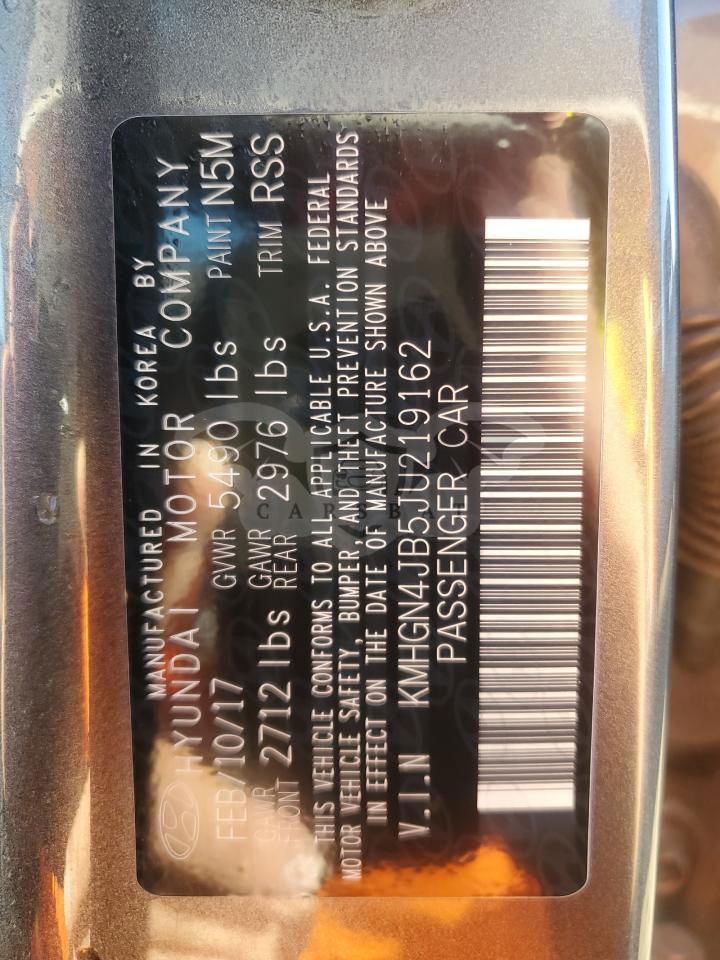 MANUFACTURED IN KOREA BY
HYUNDAI MOTOR COMPANY
FEB/10/17 GVWR 5490 lbs PAINT N5M
GAWR FRONT 2712 lbs GAWR REAR 2976 lbs TRIM RSS
THIS VEHICLE CONFORMS TO ALL APPLICABLE U.S.A. FEDERAL
MOTOR VEHICLE SAFETY, BUMPER, AND THEFT PREVENTION STANDARDS
IN EFFECT ON THE DATE OF MANUFACTURE SHOWN ABOVE
V.I.N KMHGN4JB5JU219162
PASSENGER CAR